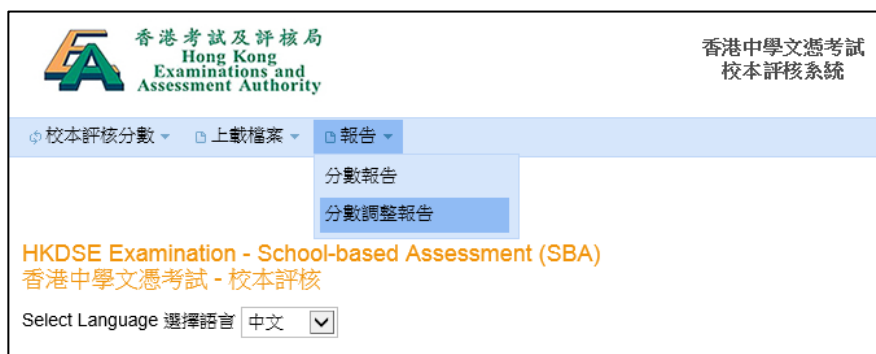 香港考試及評核局
Hong Kong
Examinations and
Assessment Authority
香港中學文憑考試
校本評核系統
校本評核分數 上載檔案 報告
分數報告
分數調整報告
HKDSE Examination - School-based Assessment (SBA)
香港中學文憑考試 - 校本評核
Select Language 選擇語言 中文